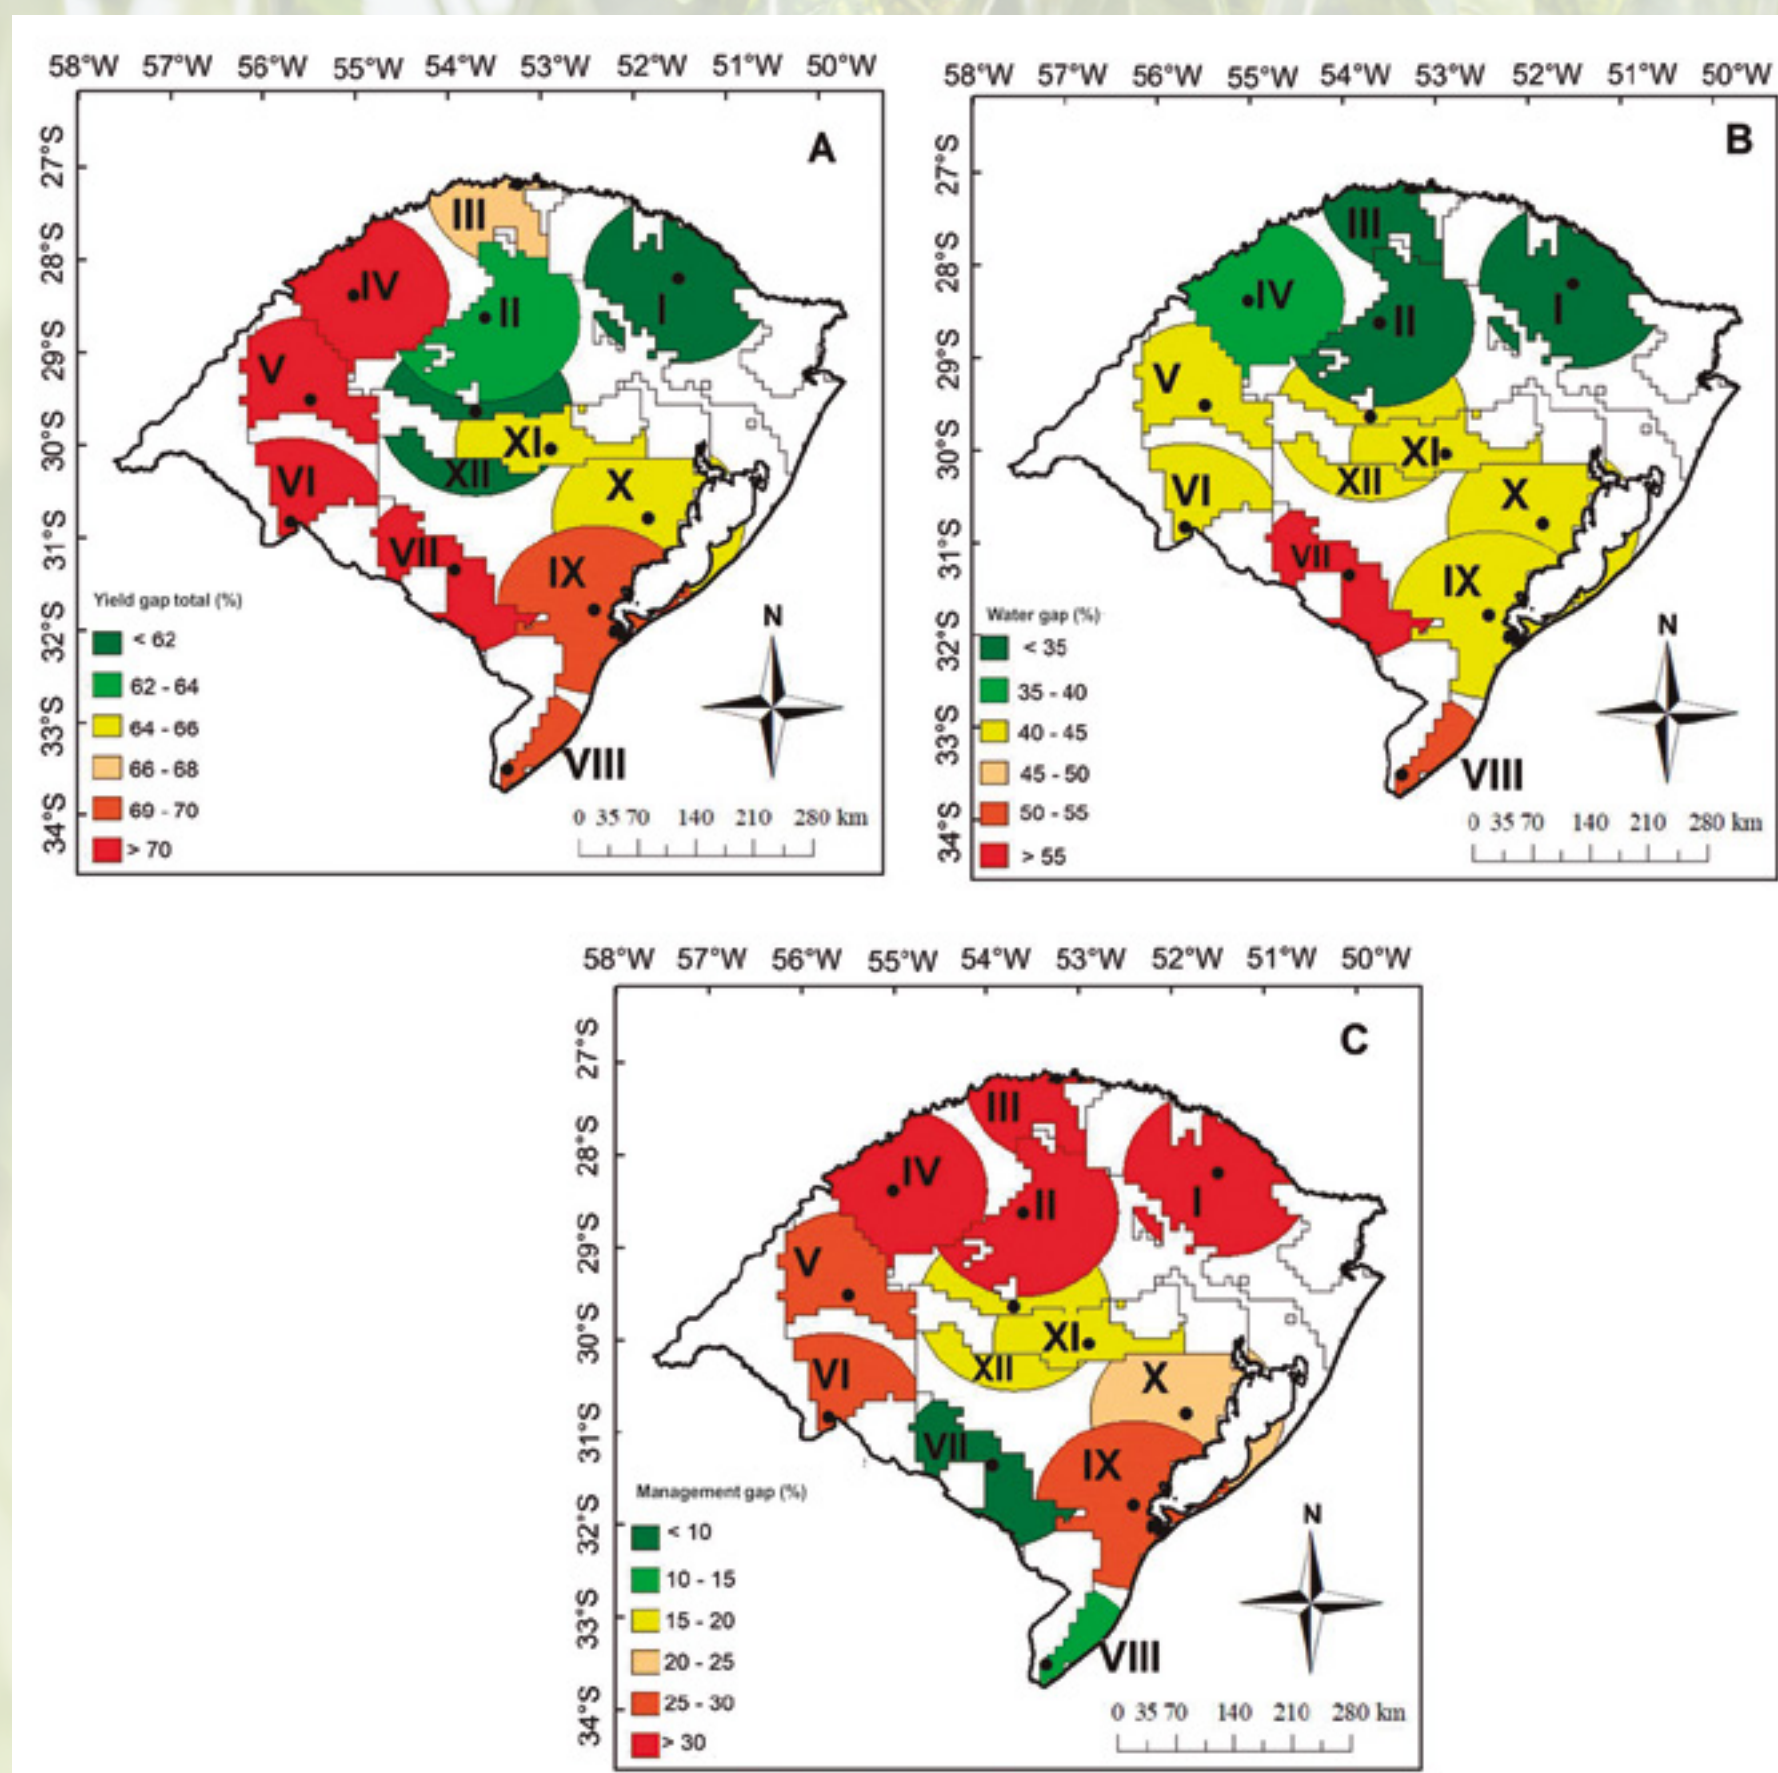 58°W 57°W 56°W 55°W 54°W 53°W 52°W 51°W 50°W
A
27°S
28°S
29°S
30°S
31°S
32°S
33°S
34°S
III
IV
II
I
V
XI
XII
VI
X
VII
IX
VIII
Yield gap total (%)
< 62
62 - 64
64 - 66
66 - 68
69 - 70
> 70
N
0 35 70 140 210 280 km
58°W 57°W 56°W 55°W 54°W 53°W 52°W 51°W 50°W
B
27°S
28°S
29°S
30°S
31°S
32°S
33°S
34°S
III
IV
II
I
V
XI
XII
VI
X
VII
IX
VIII
Water gap (%)
< 35
35 - 40
40 - 45
45 - 50
50 - 55
> 55
N
0 35 70 140 210 280 km
58°W 57°W 56°W 55°W 54°W 53°W 52°W 51°W 50°W
C
27°S
28°S
29°S
30°S
31°S
32°S
33°S
34°S
III
IV
II
I
V
XI
XII
VI
X
VII
IX
VIII
Management gap (%)
< 10
10 - 15
15 - 20
20 - 25
25 - 30
> 30
N
0 35 70 140 210 280 km